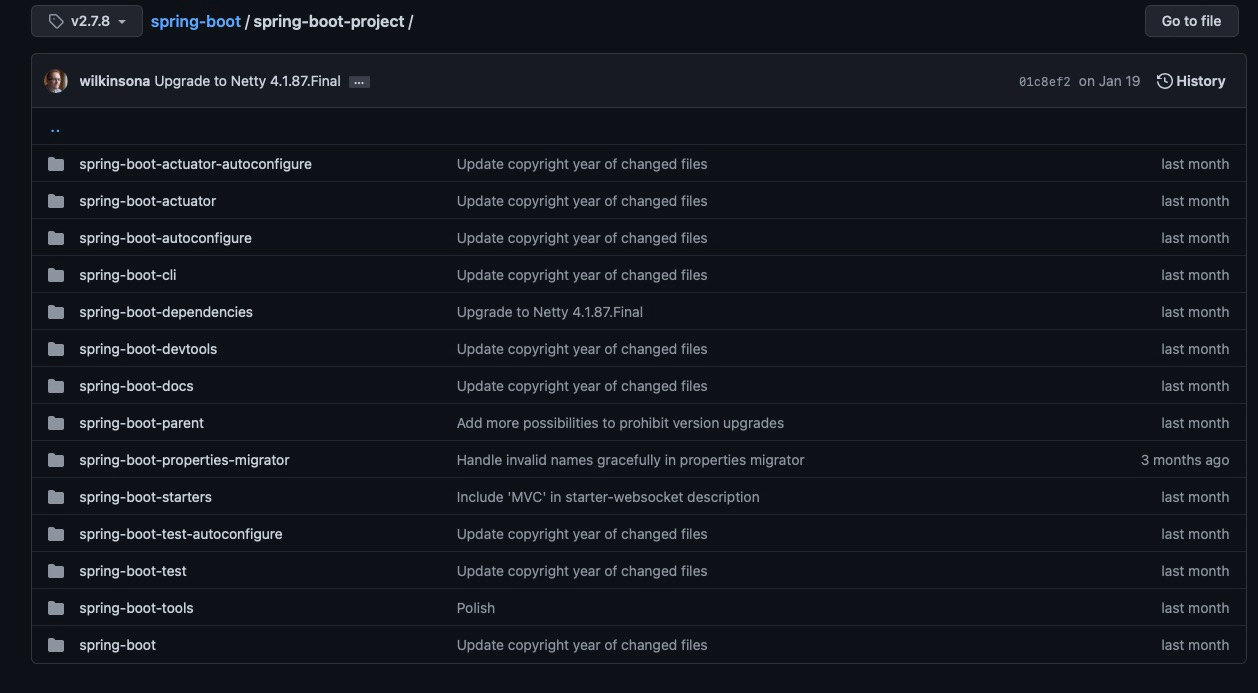 v2.7.8 spring-boot / spring-boot-project / Go to file
wilkinsona Upgrade to Netty 4.1.87.Final ... 01c8ef2 on Jan 19 History
..
spring-boot-actuator-autoconfigure Update copyright year of changed files last month
spring-boot-actuator Update copyright year of changed files last month
spring-boot-autoconfigure Update copyright year of changed files last month
spring-boot-cli Update copyright year of changed files last month
spring-boot-dependencies Upgrade to Netty 4.1.87.Final last month
spring-boot-devtools Update copyright year of changed files last month
spring-boot-docs Update copyright year of changed files last month
spring-boot-parent Add more possibilities to prohibit version upgrades last month
spring-boot-properties-migrator Handle invalid names gracefully in properties migrator 3 months ago
spring-boot-starters Include 'MVC' in starter-websocket description last month
spring-boot-test-autoconfigure Update copyright year of changed files last month
spring-boot-test Update copyright year of changed files last month
spring-boot-tools Polish last month
spring-boot Update copyright year of changed files last month